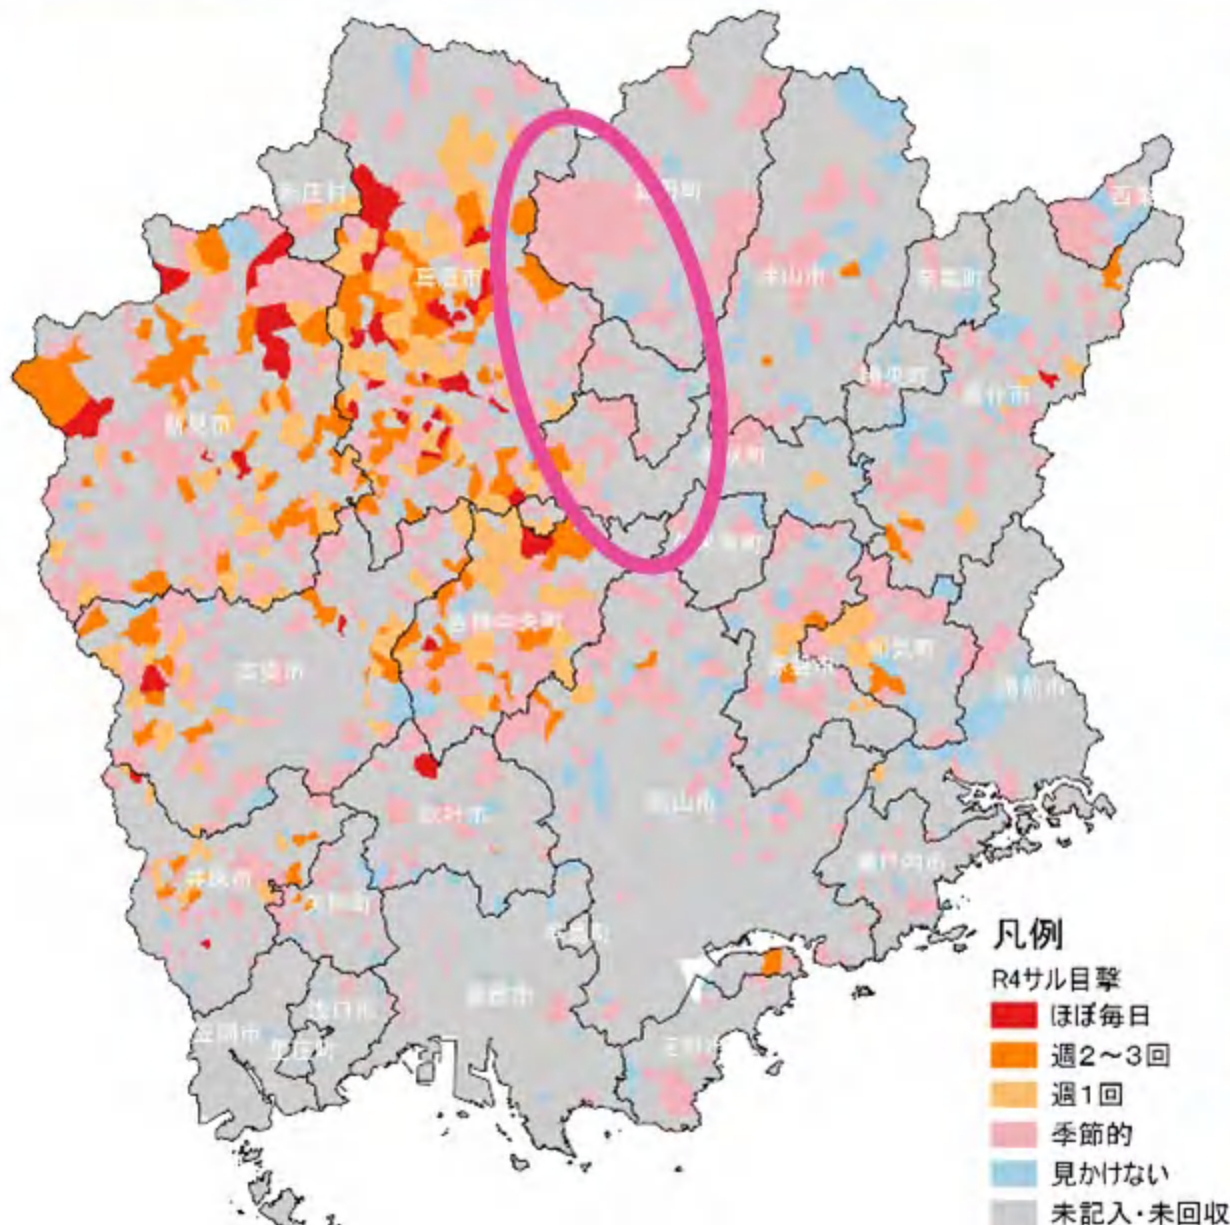 新庄村
鏡野町
西粟
真庭市
津山市
奈義町
勝央町
美作市
新見市
吉備中央町
高梁市
和気町
赤磐市
備前市
岡山市
総社市
瀬戸内市
井原市
矢掛町
倉敷市
浅口市
笠岡市
里庄町
玉野市
凡例
R4サル目撃
ほぼ毎日
週2～3回
週1回
季節的
見かけない
未記入・未回収